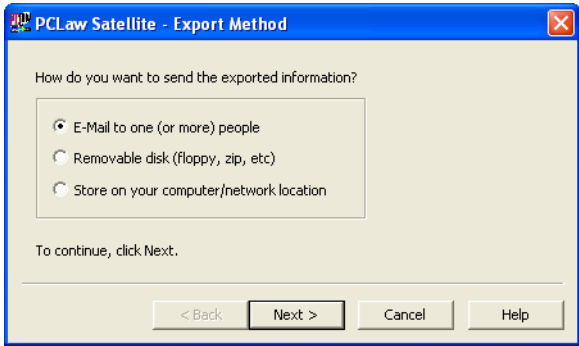 PCLaw Satellite - Export Method
How do you want to send the exported information?
E-Mail to one (or more) people
Removable disk (floppy, zip, etc)
Store on your computer/network location
To continue, click Next.
< Back Next > Cancel Help